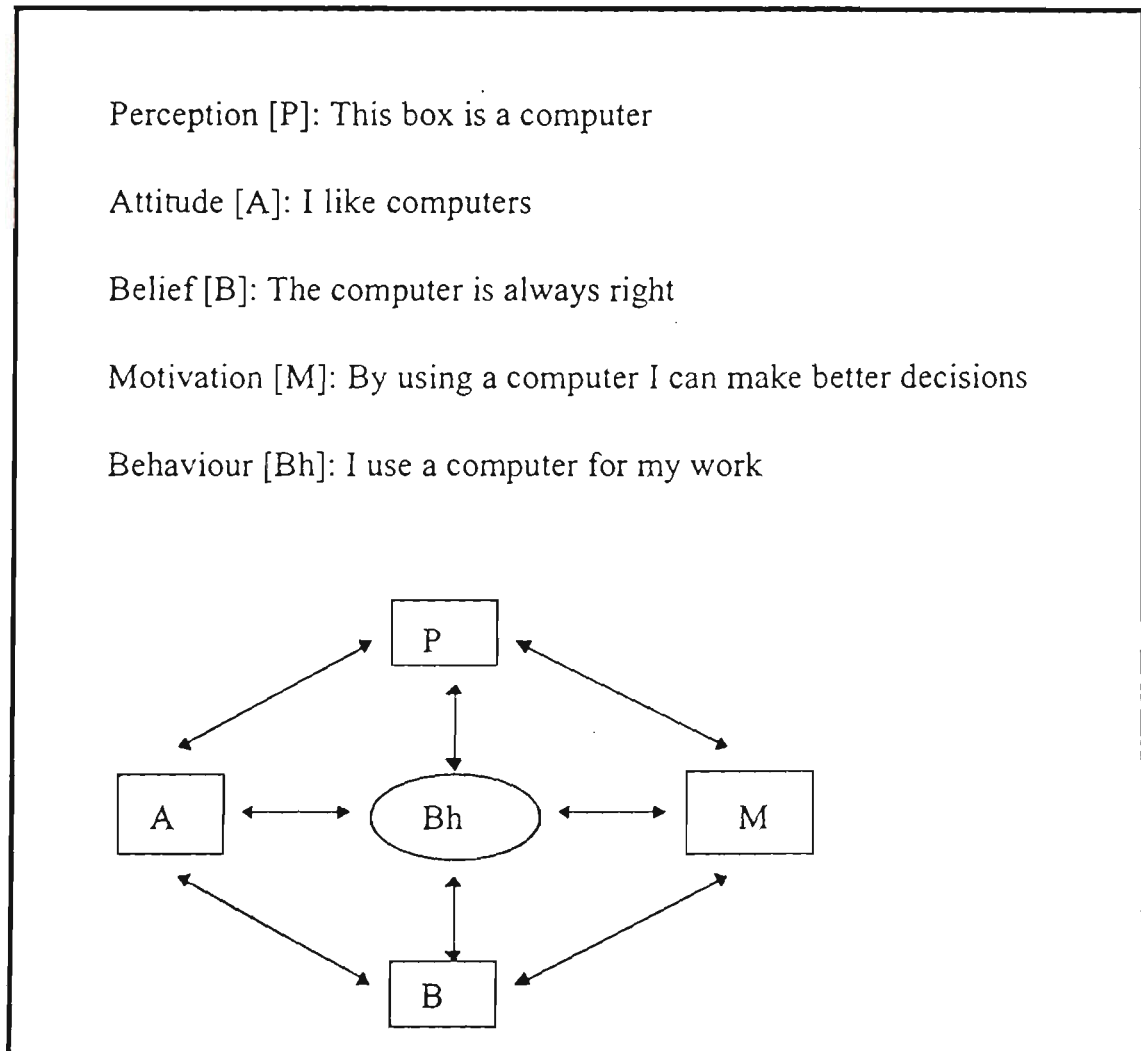 Perception [P]: This box is a computer
Attitude [A]: I like computers
Belief [B]: The computer is always right
Motivation [M]: By using a computer I can make better decisions
Behaviour [Bh]: I use a computer for my work
P
A
Bh
M
B